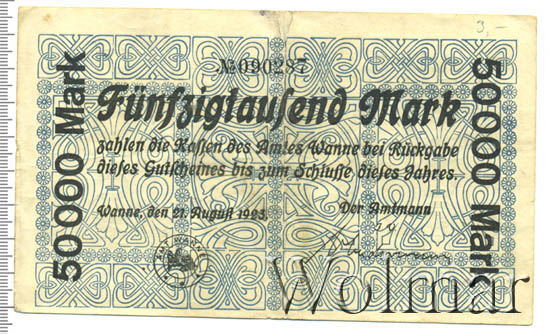 3,-
№090287
50000 Mark
Fünfzigtausend Mark
50000 Mark
zahlen die Kassen des Amtes Wanne bei Rückgabe
dieses Gutscheines bis zum Schlusse dieses Jahres.
Wanne, den 21. August 1923.
Der Amtmann
Wolmar